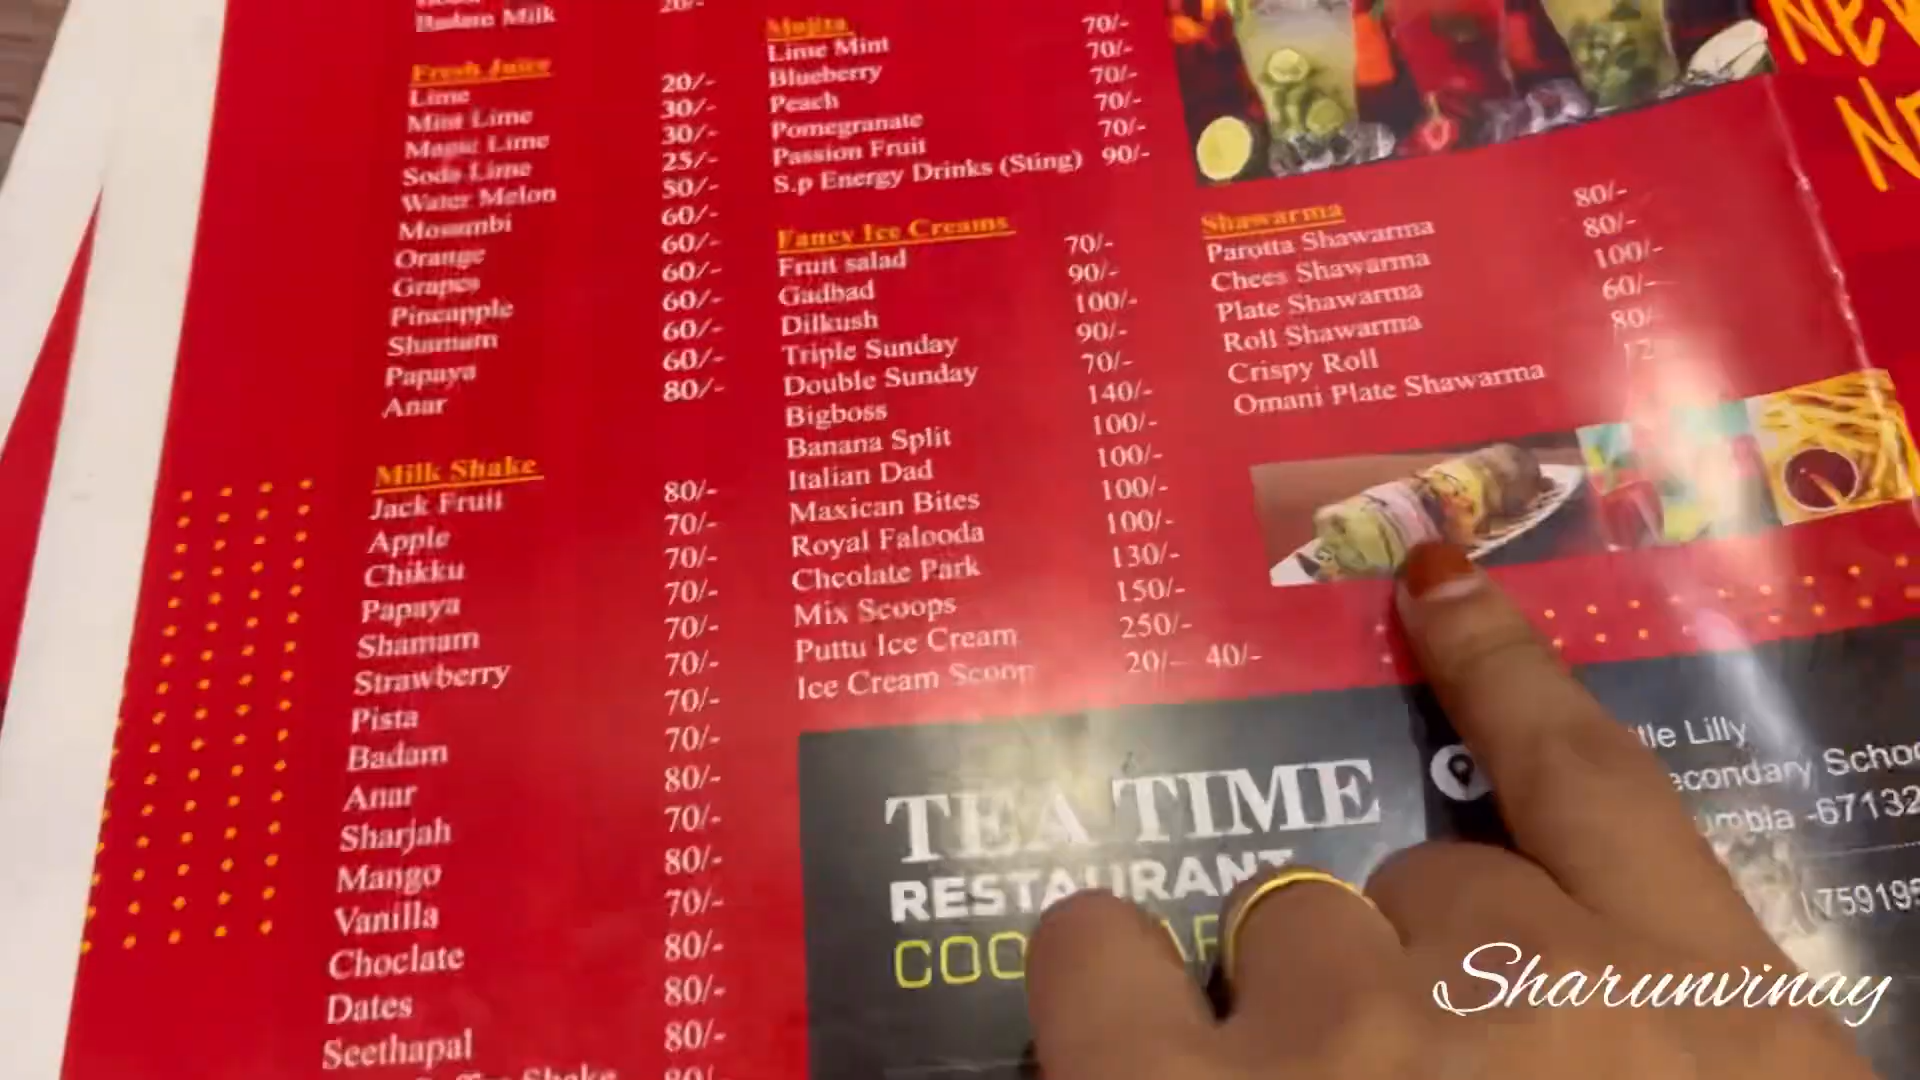 20/-
Badam Milk
Fresh Juice
Lime 20/-
Mint Lime 30/-
Magic Lime 30/-
Soda Lime 25/-
Water Melon 50/-
Mosambi 60/-
Orange 60/-
Grapes 60/-
Pineapple 60/-
Shamam 60/-
Papaya 60/-
Anar 80/-
Milk Shake
Jack Fruit 80/-
Apple 70/-
Chikku 70/-
Papaya 70/-
Shamam 70/-
Strawberry 70/-
Pista 70/-
Badam 70/-
Anar 80/-
Sharjah 70/-
Mango 80/-
Vanilla 70/-
Choclate 80/-
Dates 80/-
Seethapal 80/-
Shake 80/-
Mojita
Lime Mint 70/-
Blueberry 70/-
Peach 70/-
Pomegranate 70/-
Passion Fruit 70/-
S.p Energy Drinks (Sting) 90/-
Fancy Ice Creams
Fruit salad 70/-
Gadbad 90/-
Dilkush 100/-
Triple Sunday 90/-
Double Sunday 70/-
Bigboss 140/-
Banana Split 100/-
Italian Dad 100/-
Maxican Bites 100/-
Royal Falooda 100/-
Chcolate Park 130/-
Mix Scoops 150/-
Puttu Ice Cream 250/-
Ice Cream Scoop 20/- 40/-
Shawarma
Parotta Shawarma 80/-
Chees Shawarma 80/-
Plate Shawarma 100/-
Roll Shawarma 60/-
Crispy Roll 80/-
Omani Plate Shawarma
TEA TIME
RESTAURANT
Lilly
Schoo
-67132
759195
Sharunvinay